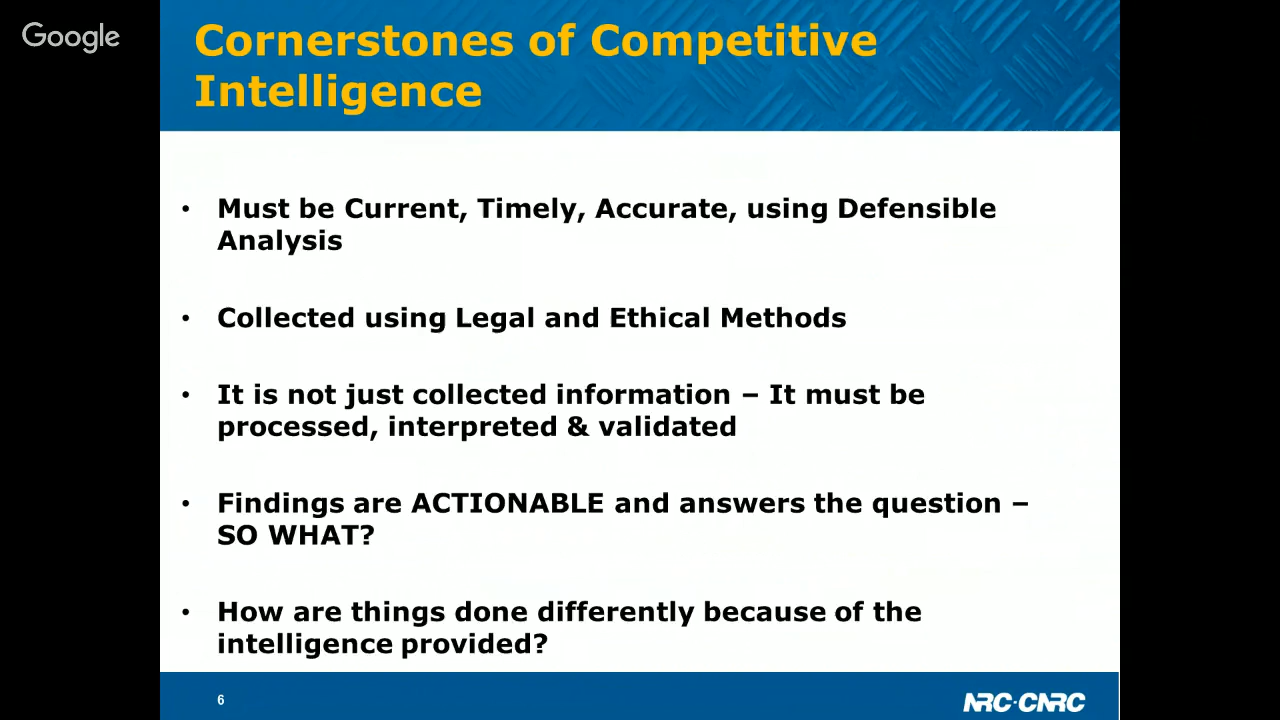 Google
Cornerstones of Competitive
Intelligence
• Must be Current, Timely, Accurate, using Defensible
Analysis
• Collected using Legal and Ethical Methods
• It is not just collected information – It must be
processed, interpreted & validated
• Findings are ACTIONABLE and answers the question –
SO WHAT?
• How are things done differently because of the
intelligence provided?
6
NRC·CNRC